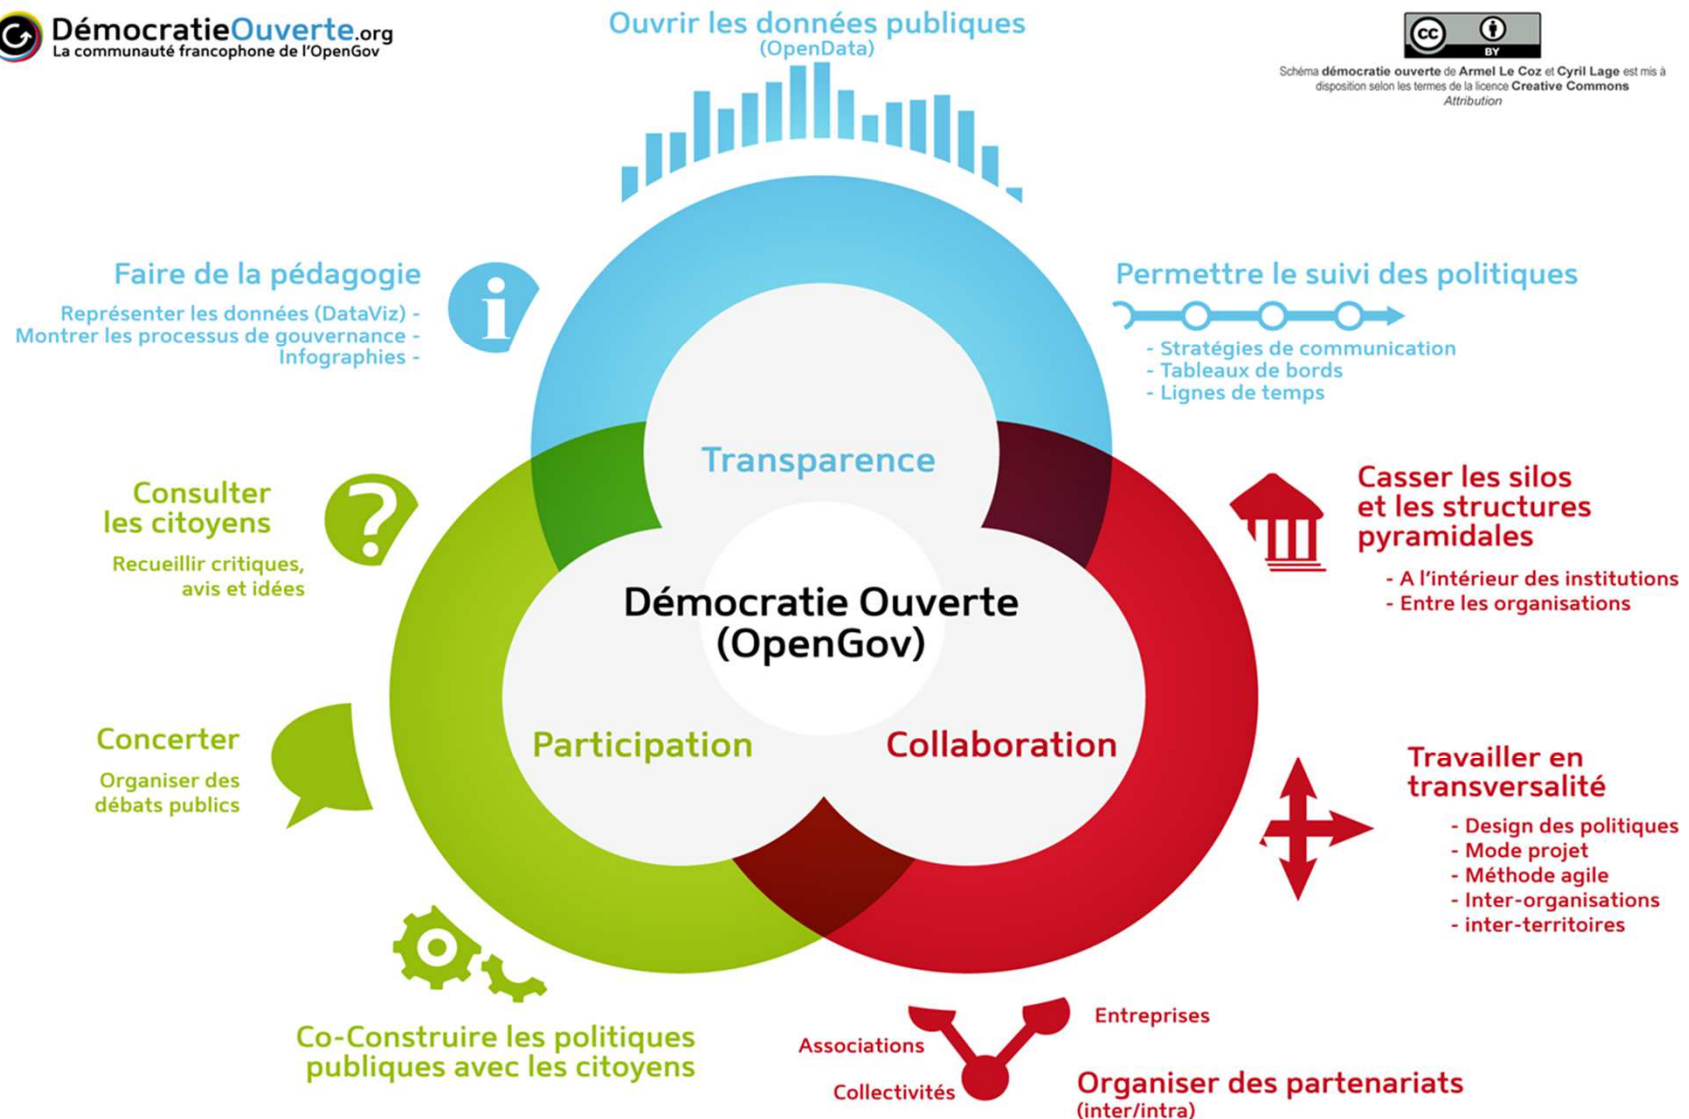 DémocratieOuverte.org
La communauté francophone de l'OpenGov
Ouvrir les données publiques
(OpenData)
CC
BY
Schéma démocratie ouverte de Armel Le Coz et Cyril Lage est mis à
disposition selon les termes de la licence Creative Commons
Attribution
Faire de la pédagogie
Représenter les données (DataViz) -
Montrer les processus de gouvernance -
Infographies -
i
Permettre le suivi des politiques
- Stratégies de communication
- Tableaux de bords
- Lignes de temps
Transparence
Consulter
les citoyens
Recueillir critiques,
avis et idées
?
Casser les silos
et les structures
pyramidales
- A l'intérieur des institutions
- Entre les organisations
Démocratie Ouverte
(OpenGov)
Participation
Collaboration
Concerter
Organiser des
débats publics
Travailler en
transversalité
- Design des politiques
- Mode projet
- Méthode agile
- Inter-organisations
- inter-territoires
Co-Construire les politiques
publiques avec les citoyens
Associations
Entreprises
Collectivités
Organiser des partenariats
(inter/intra)